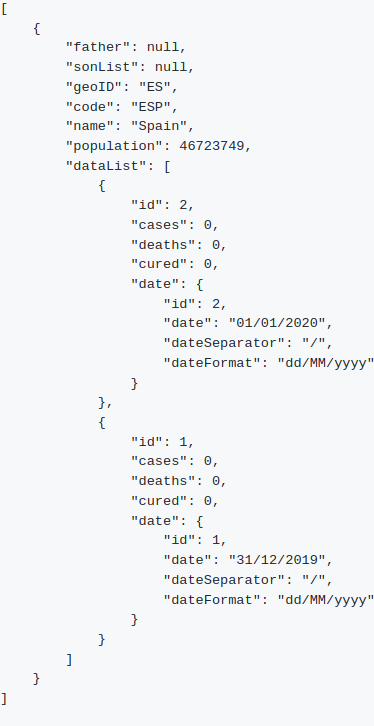 [
    {
        "father": null,
        "sonList": null,
        "geoID": "ES",
        "code": "ESP",
        "name": "Spain",
        "population": 46723749,
        "dataList": [
            {
                "id": 2,
                "cases": 0,
                "deaths": 0,
                "cured": 0,
                "date": {
                    "id": 2,
                    "date": "01/01/2020",
                    "dateSeparator": "/",
                    "dateFormat": "dd/MM/yyyy"
                }
            },
            {
                "id": 1,
                "cases": 0,
                "deaths": 0,
                "cured": 0,
                "date": {
                    "id": 1,
                    "date": "31/12/2019",
                    "dateSeparator": "/",
                    "dateFormat": "dd/MM/yyyy"
                }
            }
        ]
    }
]